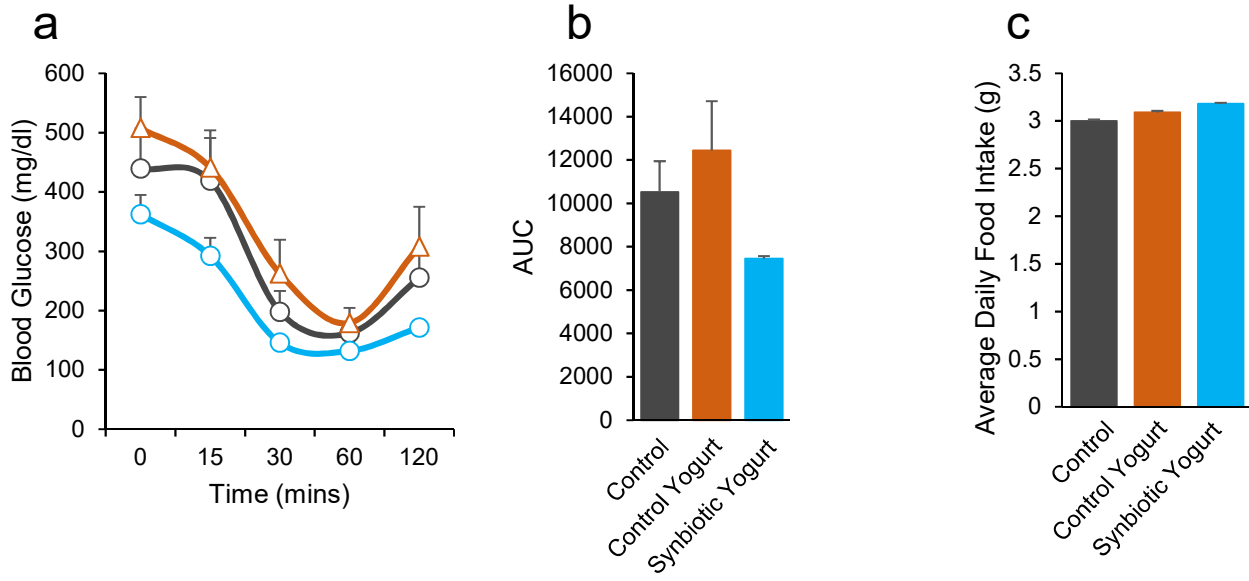 a
Blood Glucose (mg/dl)
600
500
400
300
200
100
0
0 15 30 60 120
Time (mins)
b
AUC
16000
14000
12000
10000
8000
6000
4000
2000
0
Control
Control Yogurt
Synbiotic Yogurt
c
Average Daily Food Intake (g)
3.5
3
2.5
2
1.5
1
0.5
0
Control
Control Yogurt
Synbiotic Yogurt